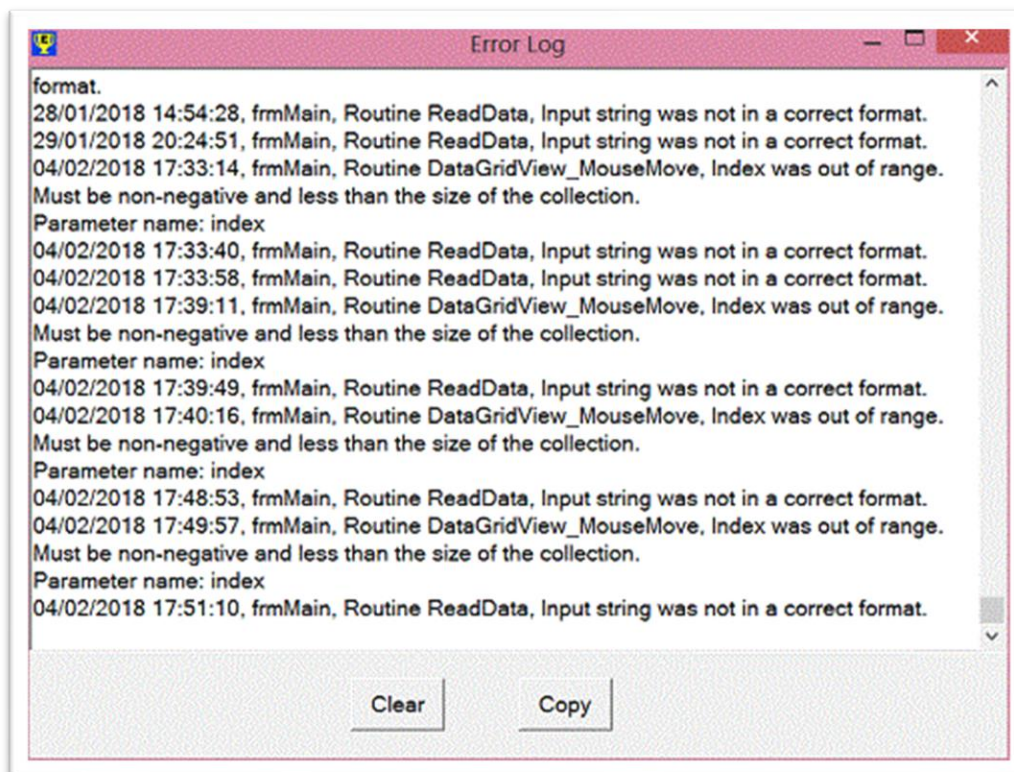 Error Log
format.
28/01/2018 14:54:28, frmMain, Routine ReadData, Input string was not in a correct format.
29/01/2018 20:24:51, frmMain, Routine ReadData, Input string was not in a correct format.
04/02/2018 17:33:14, frmMain, Routine DataGridView_MouseMove, Index was out of range.
Must be non-negative and less than the size of the collection.
Parameter name: index
04/02/2018 17:33:40, frmMain, Routine ReadData, Input string was not in a correct format.
04/02/2018 17:33:58, frmMain, Routine ReadData, Input string was not in a correct format.
04/02/2018 17:39:11, frmMain, Routine DataGridView_MouseMove, Index was out of range.
Must be non-negative and less than the size of the collection.
Parameter name: index
04/02/2018 17:39:49, frmMain, Routine ReadData, Input string was not in a correct format.
04/02/2018 17:40:16, frmMain, Routine DataGridView_MouseMove, Index was out of range.
Must be non-negative and less than the size of the collection.
Parameter name: index
04/02/2018 17:48:53, frmMain, Routine ReadData, Input string was not in a correct format.
04/02/2018 17:49:57, frmMain, Routine DataGridView_MouseMove, Index was out of range.
Must be non-negative and less than the size of the collection.
Parameter name: index
04/02/2018 17:51:10, frmMain, Routine ReadData, Input string was not in a correct format.
Clear Copy